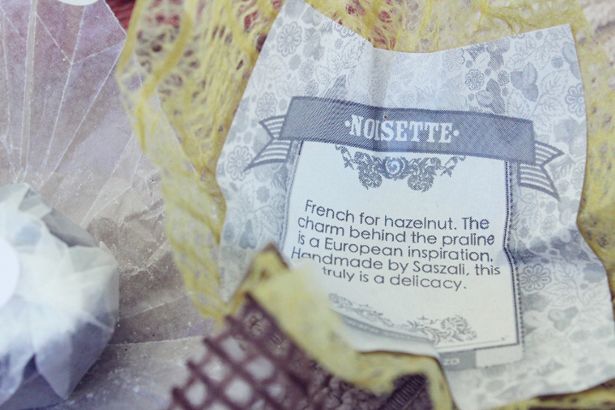 ·NOISETTE·
French for hazelnut. The
charm behind the praline
is a European inspiration.
Handmade by Saszali, this
truly is a delicacy.